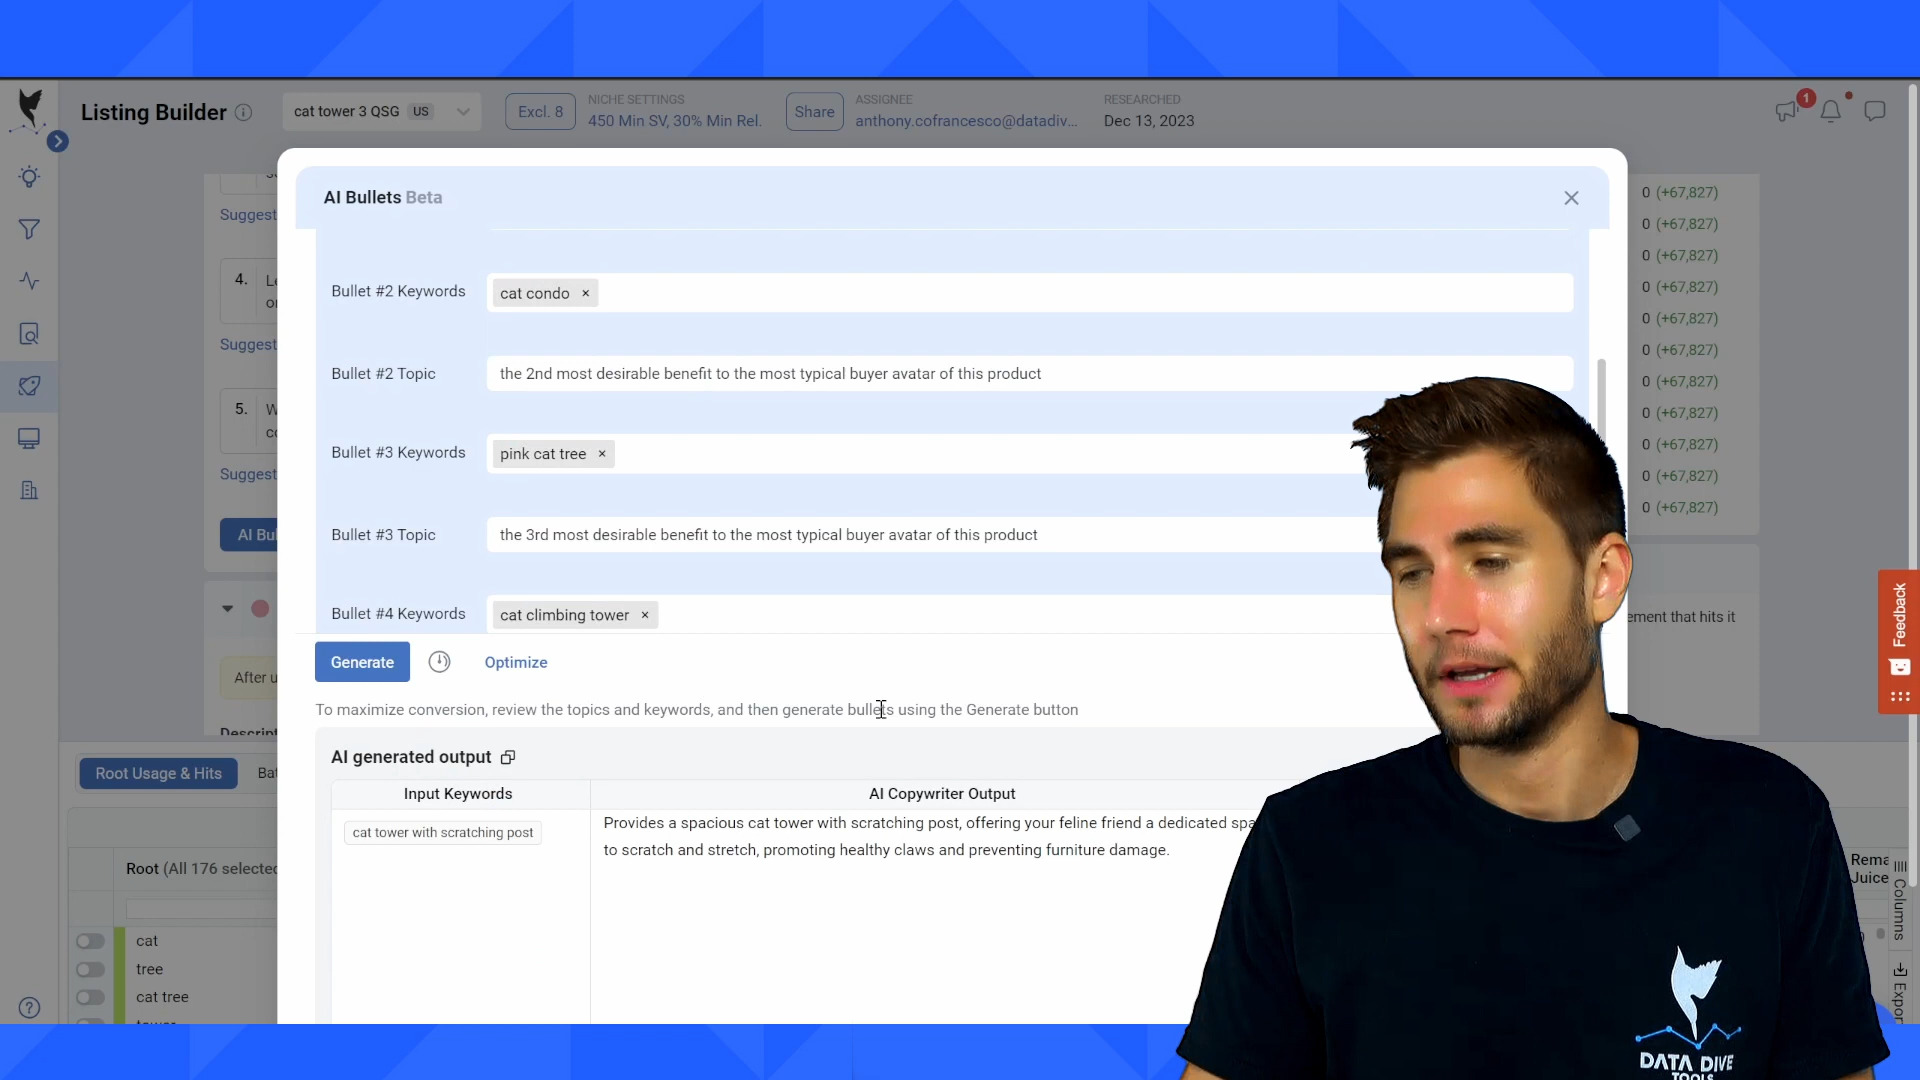 Listing Builder
cat tower 3 QSG US
Excl. 8
NICHE SETTINGS
450 Min SV, 30% Min Rel.
Share
ASSIGNEE
anthony.cofrancesco@datadiv...
RESEARCHED
Dec 13, 2023
1
AI Bullets Beta
Suggest
4.
Suggest
5.
Suggest
AI Bul
After u
Descript
0 (+67,827)
0 (+67,827)
0 (+67,827)
0 (+67,827)
0 (+67,827)
0 (+67,827)
0 (+67,827)
0 (+67,827)
0 (+67,827)
0 (+67,827)
0 (+67,827)
ement that hits it
Bullet #2 Keywords
cat condo ×
Bullet #2 Topic
the 2nd most desirable benefit to the most typical buyer avatar of this product
Bullet #3 Keywords
pink cat tree ×
Bullet #3 Topic
the 3rd most desirable benefit to the most typical buyer avatar of this product
Bullet #4 Keywords
cat climbing tower ×
Generate
Optimize
To maximize conversion, review the topics and keywords, and then generate bullets using the Generate button
AI generated output
Input Keywords
AI Copywriter Output
cat tower with scratching post
Provides a spacious cat tower with scratching post, offering your feline friend a dedicated spa
to scratch and stretch, promoting healthy claws and preventing furniture damage.
Root Usage & Hits
Bat
Root (All 176 selected
cat
tree
cat tree
Feedback
Rema
Juice
Columns
Expor
DATA DIVE
TOOLS